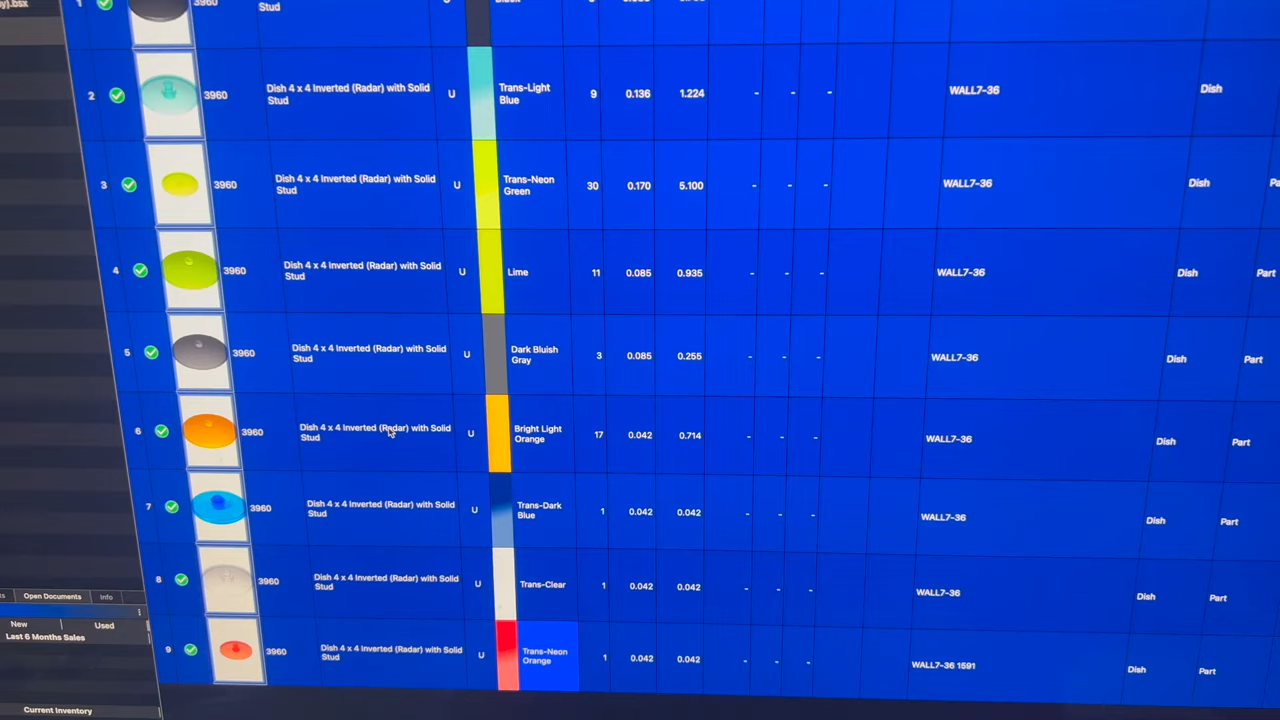 y).bsx
1 3960 Stud U Black
2 3960 Dish 4 x 4 Inverted (Radar) with Solid Stud U Trans-Light Blue 9 0.136 1.224 - - - WALL7-36 Dish
3 3960 Dish 4 x 4 Inverted (Radar) with Solid Stud U Trans-Neon Green 30 0.170 5.100 - - - WALL7-36 Dish Pa
4 3960 Dish 4 x 4 Inverted (Radar) with Solid Stud U Lime 11 0.085 0.935 - - - WALL7-36 Dish Part
5 3960 Dish 4 x 4 Inverted (Radar) with Solid Stud U Dark Bluish Gray 3 0.085 0.255 - - - WALL7-36 Dish Part
6 3960 Dish 4 x 4 Inverted (Radar) with Solid Stud U Bright Light Orange 17 0.042 0.714 - - - WALL7-36 Dish Part
7 3960 Dish 4 x 4 Inverted (Radar) with Solid Stud U Trans-Dark Blue 1 0.042 0.042 - - - WALL7-36 Dish Part
8 3960 Dish 4 x 4 Inverted (Radar) with Solid Stud U Trans-Clear 1 0.042 0.042 - - - WALL7-36 Dish Part
9 3960 Dish 4 x 4 Inverted (Radar) with Solid Stud U Trans-Neon Orange 1 0.042 0.042 - - - WALL7-36 1591 Dish Part
Open Documents Info
New Used
Last 6 Months Sales
Current Inventory